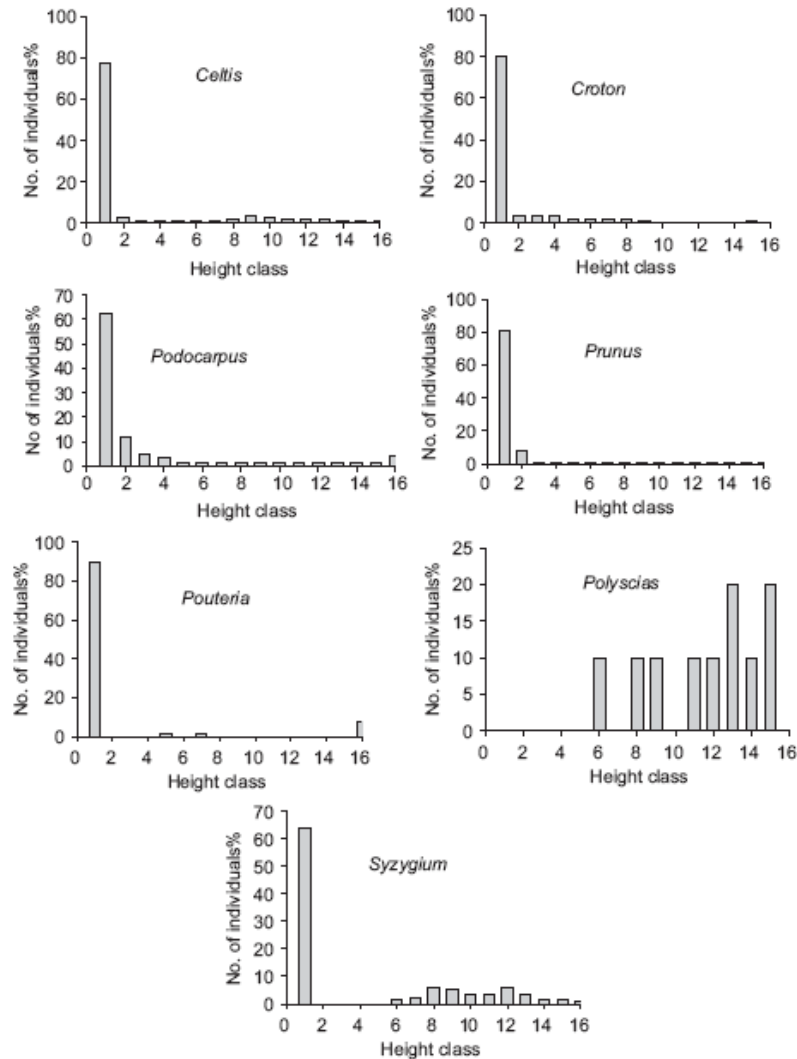 100
80
60
40
20
0
No. of individuals%
Celtis
0 2 4 6 8 10 12 14 16
Height class
100
80
60
40
20
0
No. of individuals%
Croton
0 2 4 6 8 10 12 14 16
Height class
70
60
50
40
30
20
10
0
No of individuals%
Podocarpus
0 2 4 6 8 10 12 14 16
Height class
100
80
60
40
20
0
No. of individuals%
Prunus
0 2 4 6 8 10 12 14 16
Height class
100
80
60
40
20
0
No. of individuals%
Pouteria
0 2 4 6 8 10 12 14 16
Height class
25
20
15
10
5
0
No. of individuals%
Polyscias
0 2 4 6 8 10 12 14 16
Height class
70
60
50
40
30
20
10
0
No. of individuals%
Syzygium
0 2 4 6 8 10 12 14 16
Height class